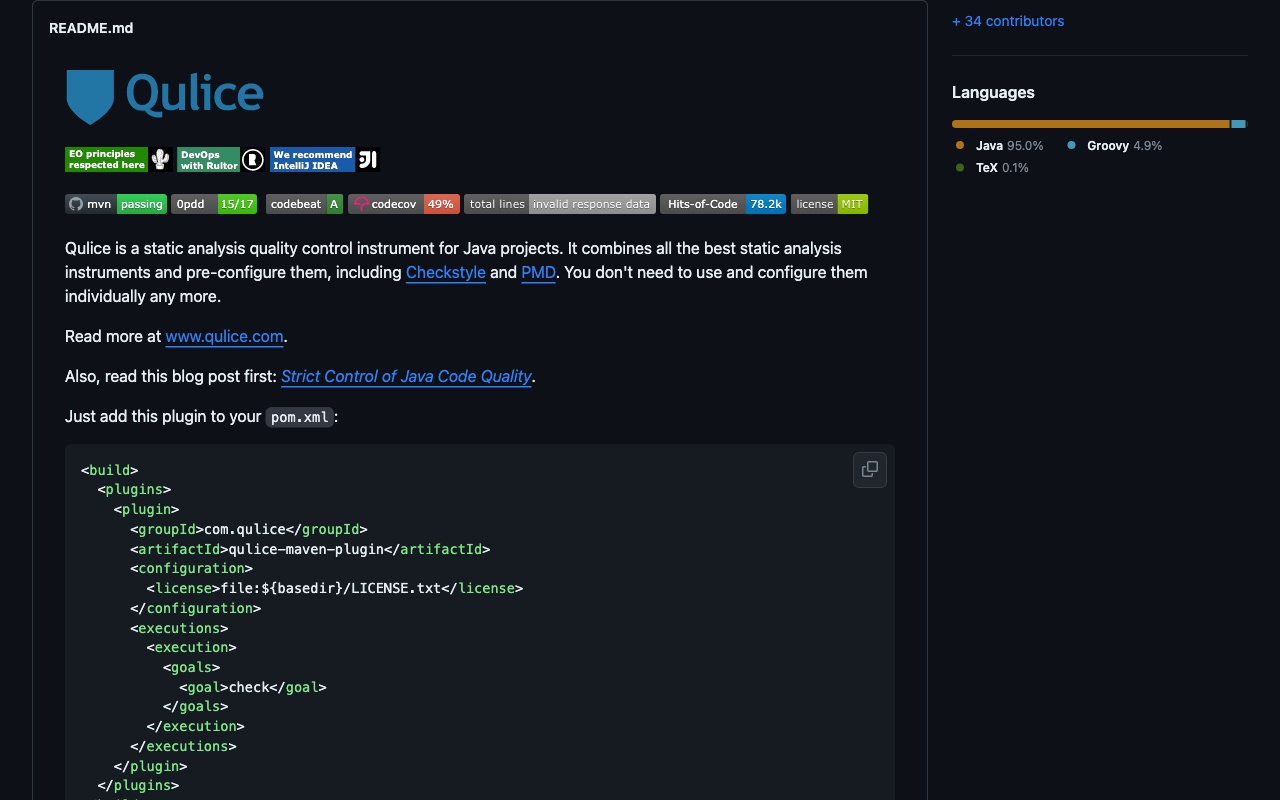 README.md
Qulice
EO principles respected here
DevOps with Rultor
We recommend IntelliJ IDEA
mvn passing
0pdd 15/17
codebeat A
codecov 49%
total lines invalid response data
Hits-of-Code 78.2k
license MIT
Qulice is a static analysis quality control instrument for Java projects. It combines all the best static analysis
instruments and pre-configure them, including Checkstyle and PMD. You don't need to use and configure them
individually any more.
Read more at www.qulice.com.
Also, read this blog post first: Strict Control of Java Code Quality.
Just add this plugin to your pom.xml:
<build>
  <plugins>
    <plugin>
      <groupId>com.qulice</groupId>
      <artifactId>qulice-maven-plugin</artifactId>
      <configuration>
        <license>file:${basedir}/LICENSE.txt</license>
      </configuration>
      <executions>
        <execution>
          <goals>
            <goal>check</goal>
          </goals>
        </execution>
      </executions>
    </plugin>
  </plugins>
+ 34 contributors
Languages
Java 95.0%
Groovy 4.9%
TeX 0.1%